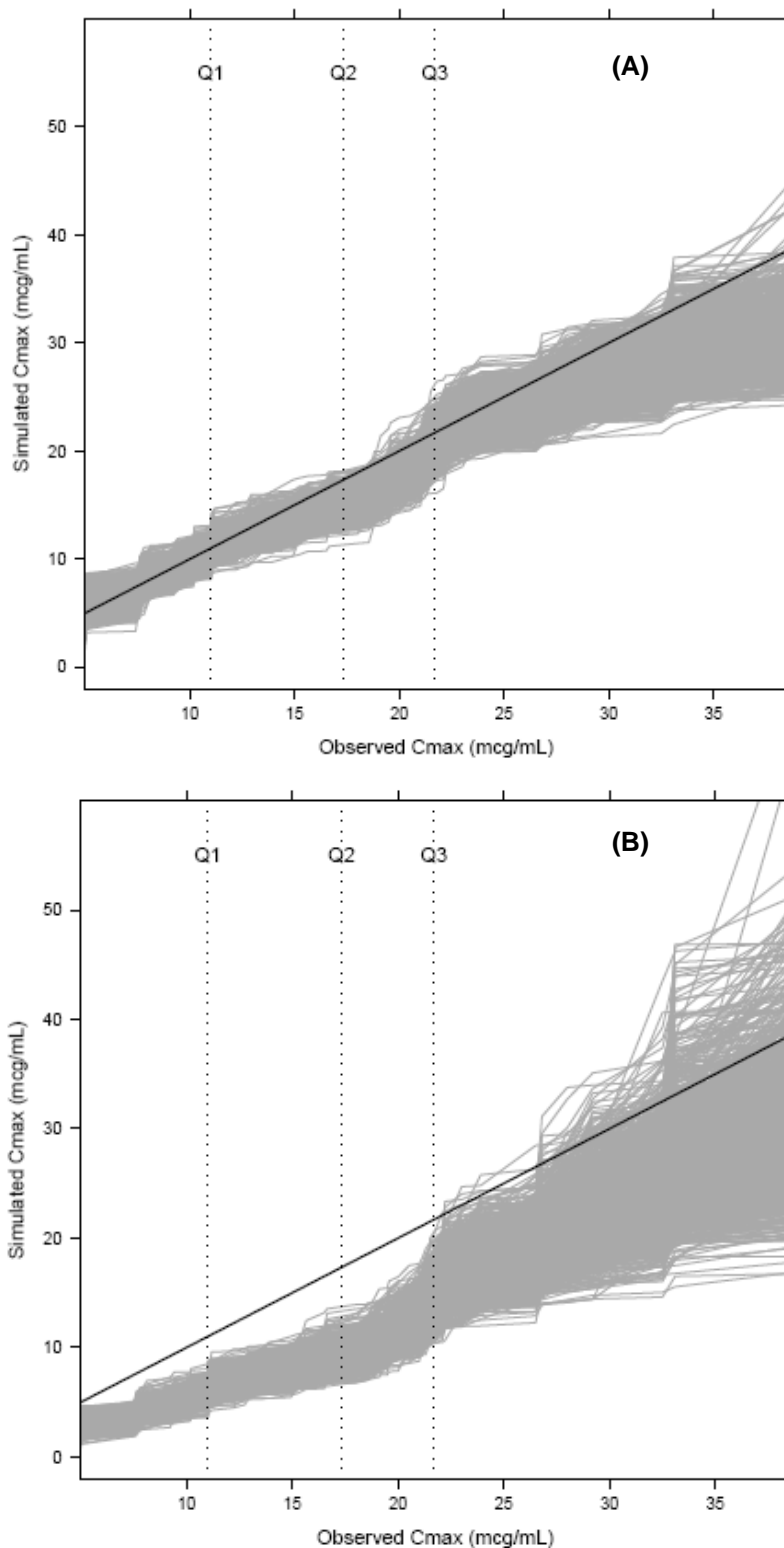 (A)
Q1 Q2 Q3
50
40
30
20
10
0
Simulated Cmax (mcg/mL)
10 15 20 25 30 35
Observed Cmax (mcg/mL)
(B)
Q1 Q2 Q3
50
40
30
20
10
0
Simulated Cmax (mcg/mL)
10 15 20 25 30 35
Observed Cmax (mcg/mL)